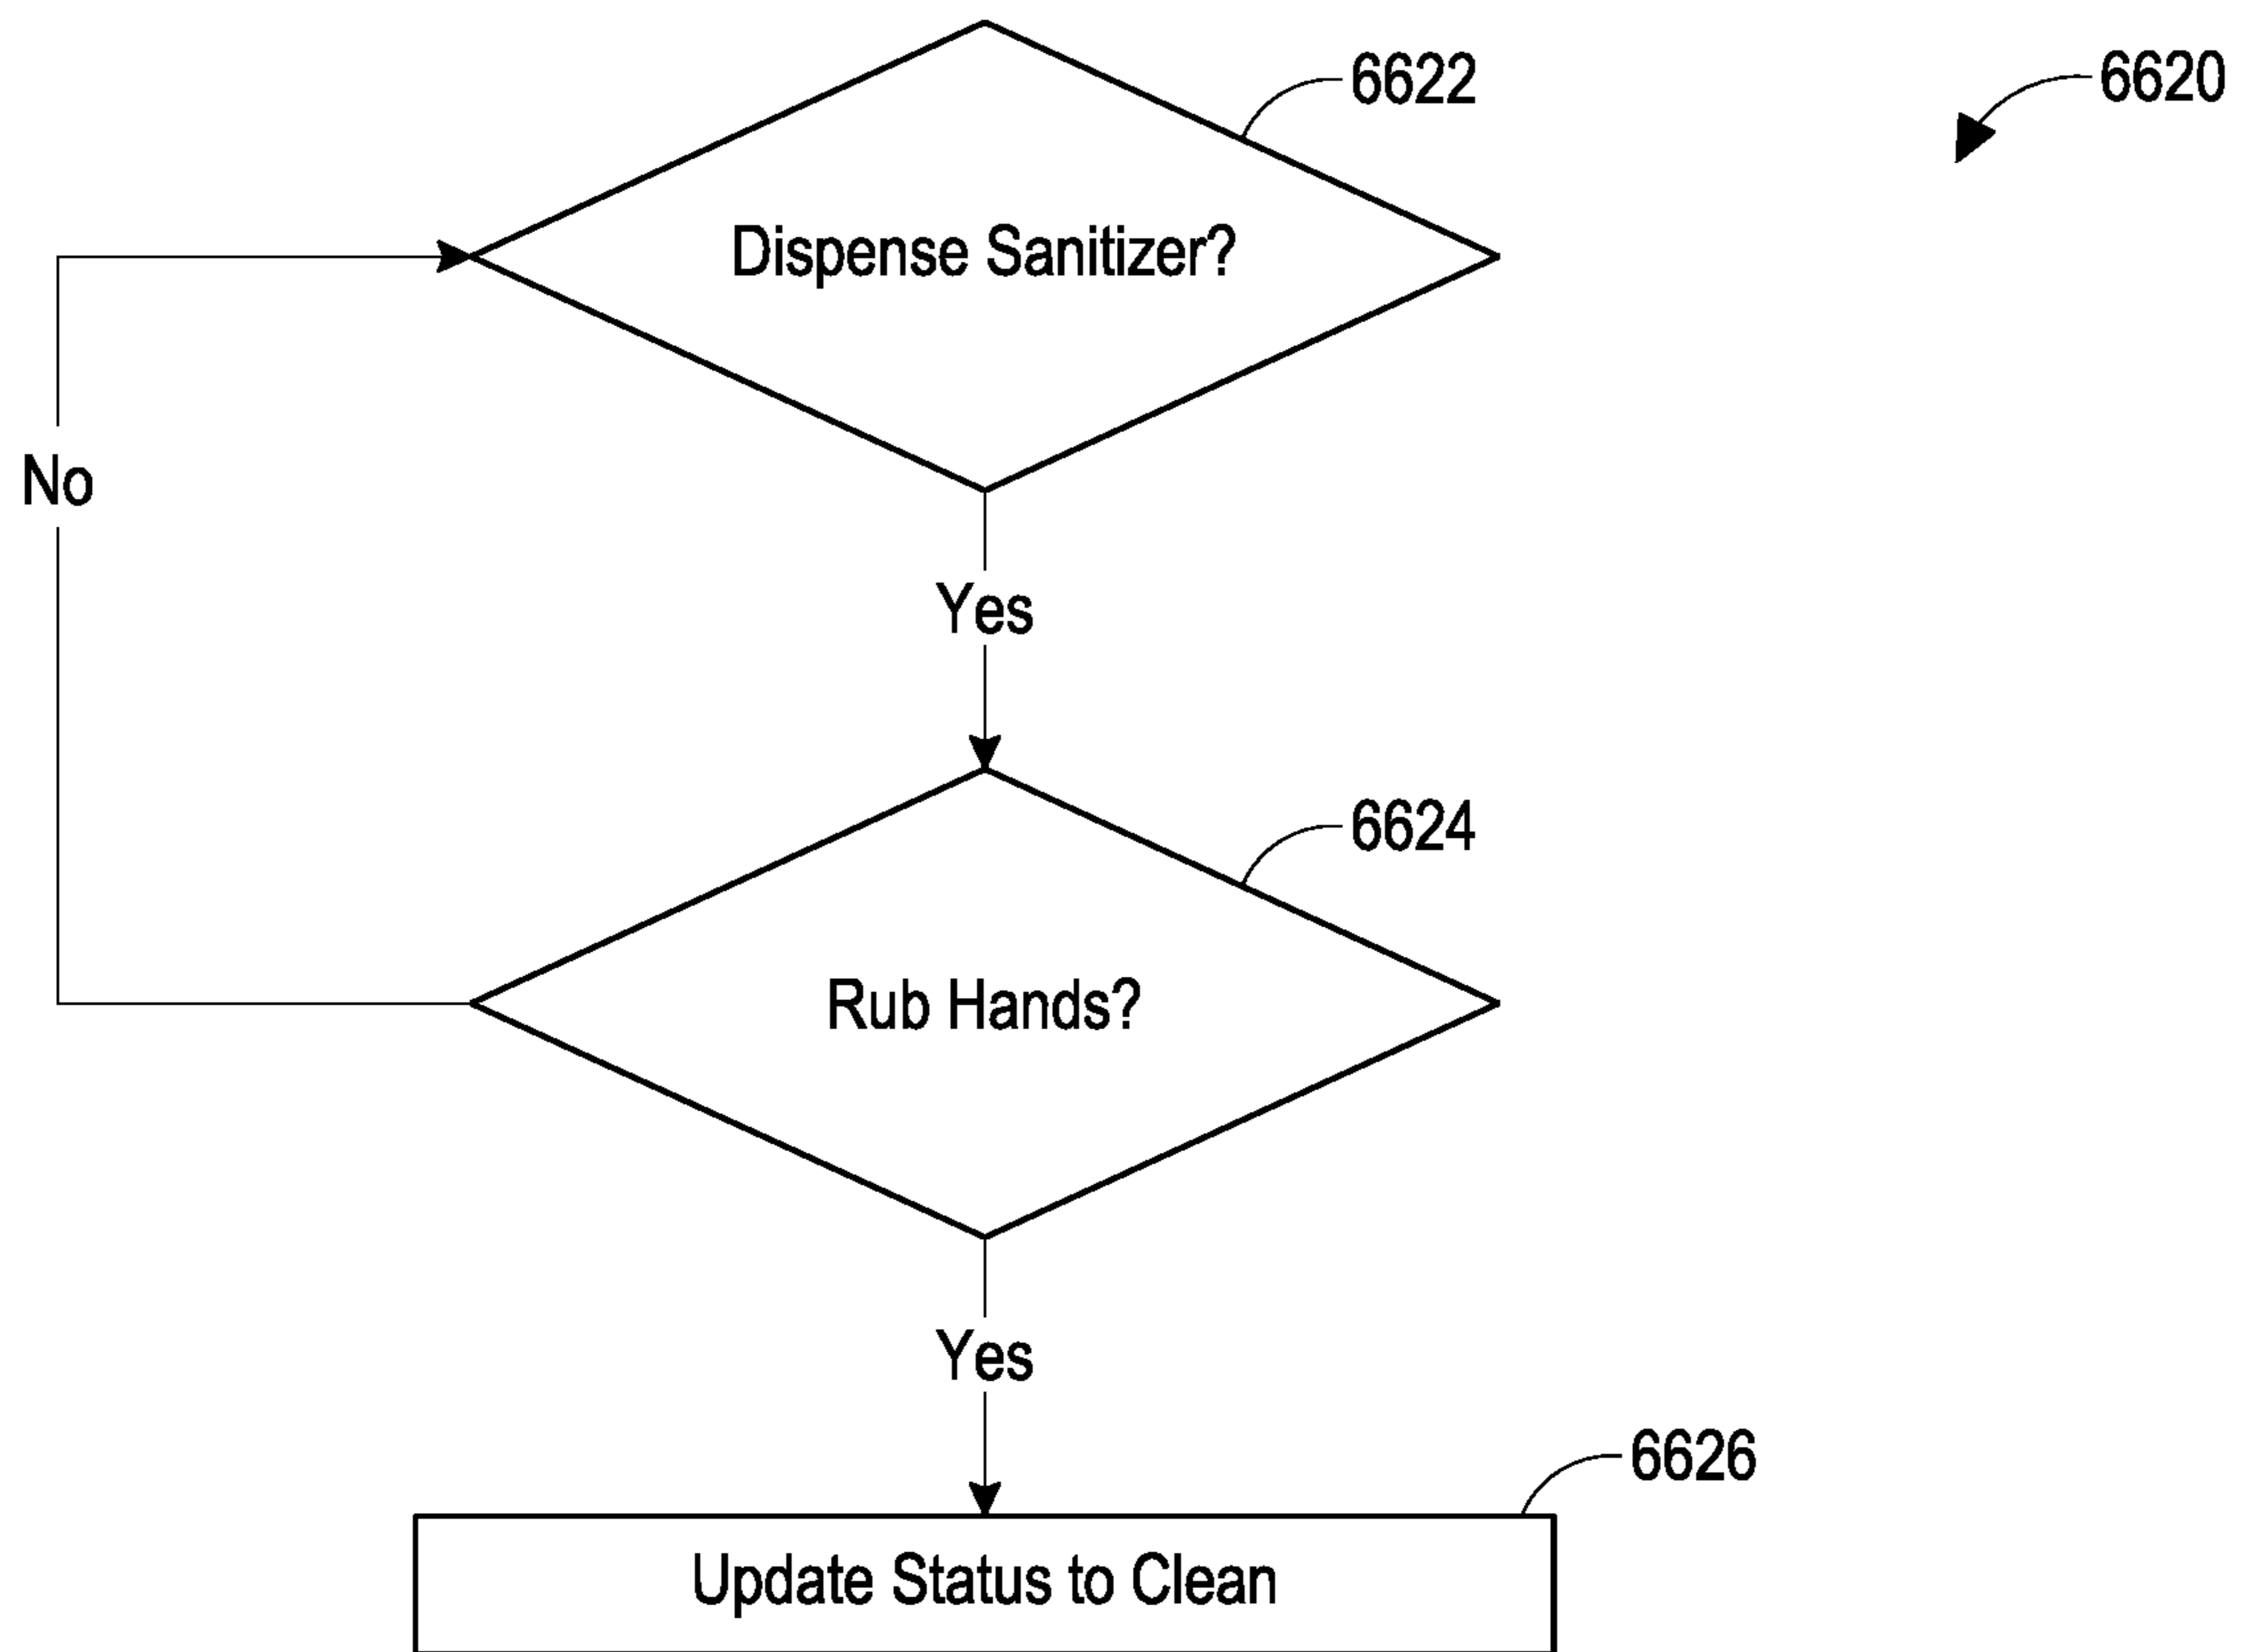 6622
6620
Dispense Sanitizer?
No
Yes
6624
Rub Hands?
Yes
6626
Update Status to Clean